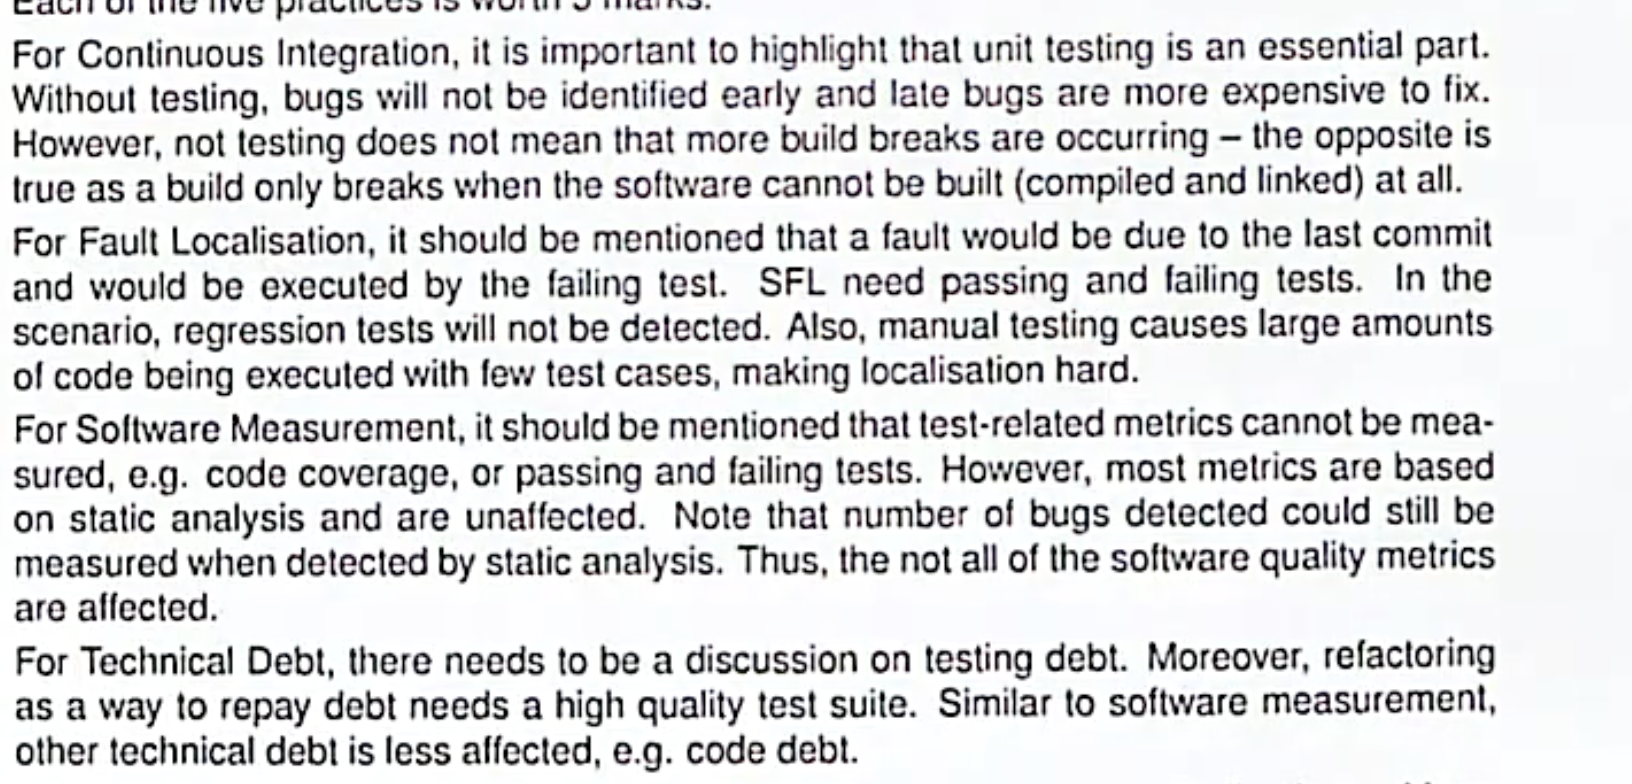 Each of the five practices is worth 5 marks.
For Continuous Integration, it is important to highlight that unit testing is an essential part.
Without testing, bugs will not be identified early and late bugs are more expensive to fix.
However, not testing does not mean that more build breaks are occurring – the opposite is
true as a build only breaks when the software cannot be built (compiled and linked) at all.
For Fault Localisation, it should be mentioned that a fault would be due to the last commit
and would be executed by the failing test. SFL need passing and failing tests. In the
scenario, regression tests will not be detected. Also, manual testing causes large amounts
of code being executed with few test cases, making localisation hard.
For Software Measurement, it should be mentioned that test-related metrics cannot be mea-
sured, e.g. code coverage, or passing and failing tests. However, most metrics are based
on static analysis and are unaffected. Note that number of bugs detected could still be
measured when detected by static analysis. Thus, the not all of the software quality metrics
are affected.
For Technical Debt, there needs to be a discussion on testing debt. Moreover, refactoring
as a way to repay debt needs a high quality test suite. Similar to software measurement,
other technical debt is less affected, e.g. code debt.